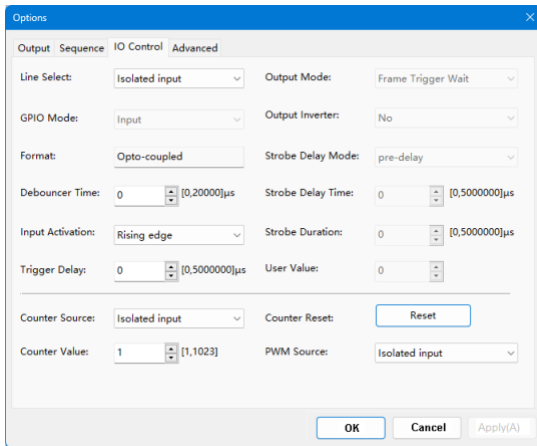 Options
Output Sequence IO Control Advanced
Line Select: Isolated input Output Mode: Frame Trigger Wait
GPIO Mode: Input Output Inverter: No
Format: Opto-coupled Strobe Delay Mode: pre-delay
Debouncer Time: 0 [0,20000]μs Strobe Delay Time: 0 [0,5000000]μs
Input Activation: Rising edge Strobe Duration: 0 [0,5000000]μs
Trigger Delay: 0 [0,5000000]μs User Value: 0
Counter Source: Isolated input Counter Reset: Reset
Counter Value: 1 [1,1023] PWM Source: Isolated input
OK Cancel Apply(A)